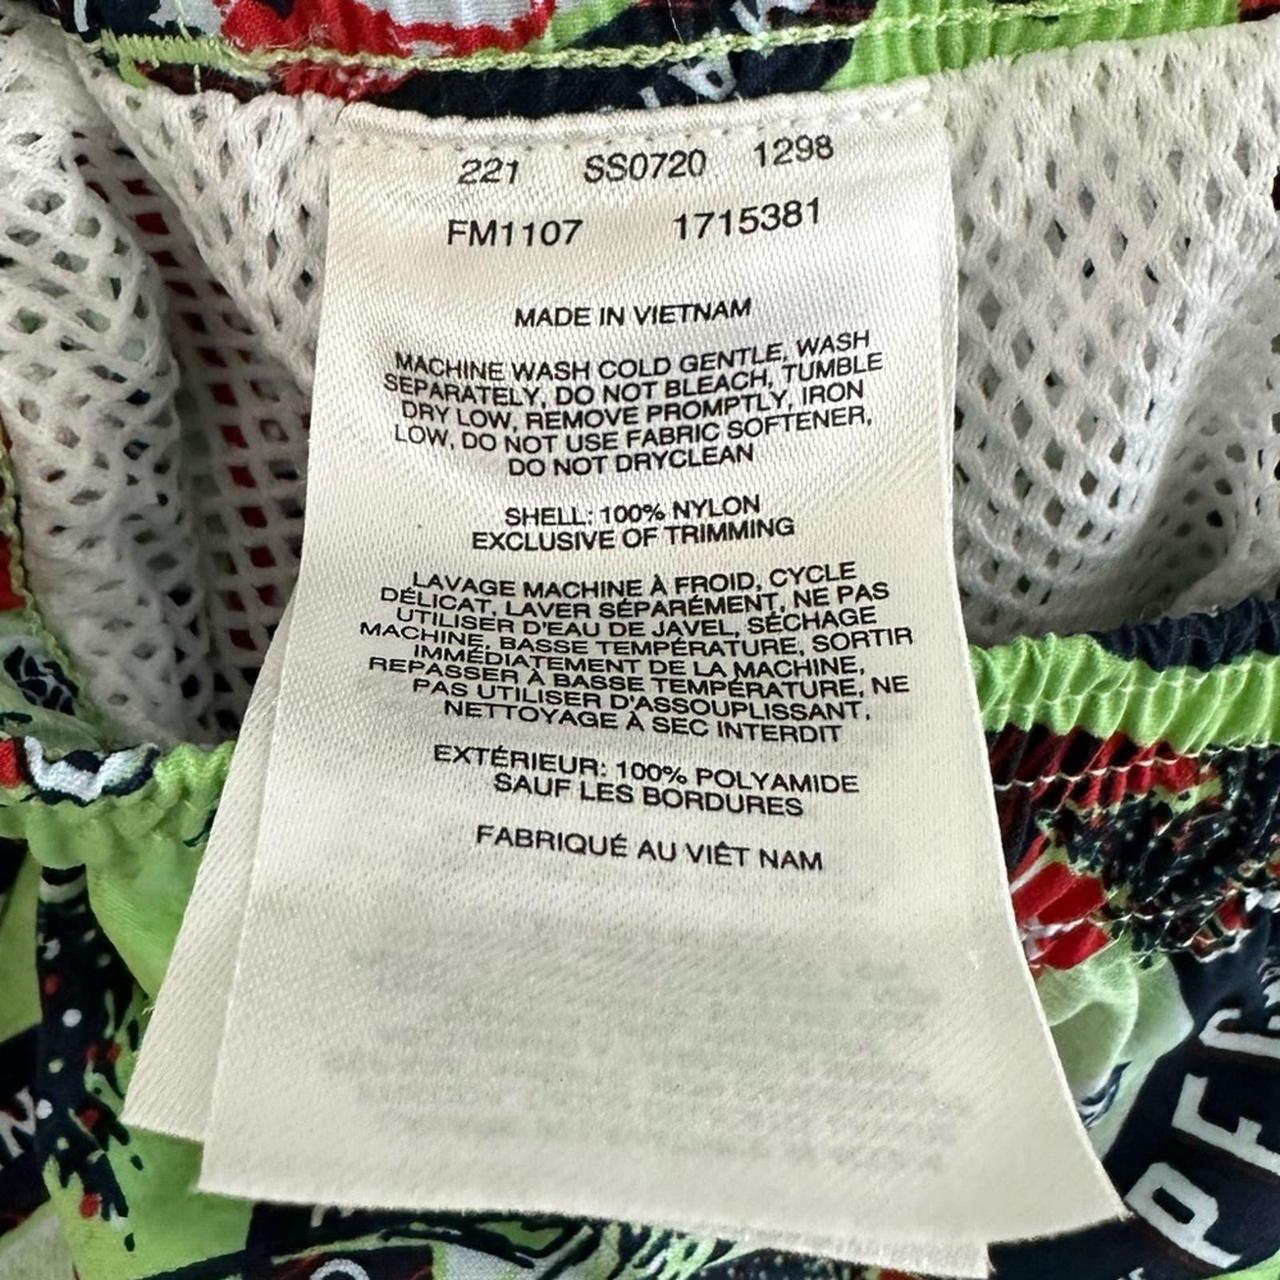 221 SS0720 1298
FM1107 1715381
MADE IN VIETNAM
MACHINE WASH COLD GENTLE, WASH
SEPARATELY, DO NOT BLEACH, TUMBLE
DRY LOW, REMOVE PROMPTLY, IRON
LOW, DO NOT USE FABRIC SOFTENER,
DO NOT DRYCLEAN
SHELL: 100% NYLON
EXCLUSIVE OF TRIMMING
LAVAGE MACHINE À FROID, CYCLE
DÉLICAT, LAVER SÉPARÉMENT, NE PAS
UTILISER D'EAU DE JAVEL, SÉCHAGE
MACHINE, BASSE TEMPÉRATURE, SORTIR
IMMÉDIATEMENT DE LA MACHINE,
REPASSER À BASSE TEMPÉRATURE, NE
PAS UTILISER D'ASSOUPLISSANT,
NETTOYAGE À SEC INTERDIT
EXTÉRIEUR: 100% POLYAMIDE
SAUF LES BORDURES
FABRIQUÉ AU VIÊT NAM